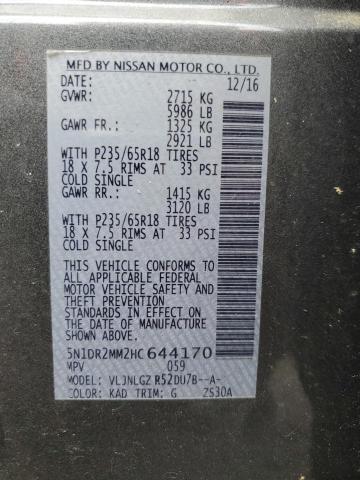 MFD BY NISSAN MOTOR CO., LTD.
DATE: 12/16
GVWR: 2715 KG
5986 LB
GAWR FR.: 1325 KG
2921 LB
WITH P235/65R18 TIRES
18 X 7.5 RIMS AT 33 PSI
COLD SINGLE
GAWR RR.: 1415 KG
3120 LB
WITH P235/65R18 TIRES
18 X 7.5 RIMS AT 33 PSI
COLD SINGLE
THIS VEHICLE CONFORMS TO
ALL APPLICABLE FEDERAL
MOTOR VEHICLE SAFETY AND
THEFT PREVENTION
STANDARDS IN EFFECT ON
THE DATE OF MANUFACTURE
SHOWN ABOVE.
5N1DR2MM2HC644170
MPV 059
MODEL: VLJNLGZ R52DU7B--A-
COLOR: KAD TRIM: G ZS30A